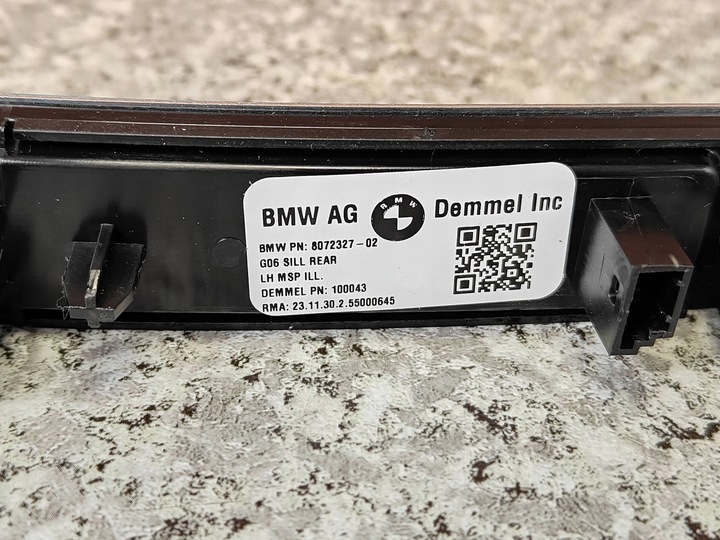 BMW AG BMW Demmel Inc
BMW PN: 8072327-02
G06 SILL REAR
LH MSP ILL.
DEMMEL PN: 100043
RMA: 23.11.30.2.55000645